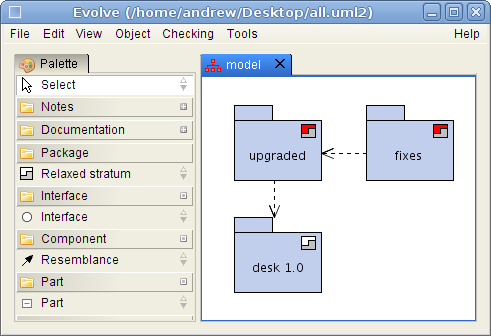 Evolve (/home/andrew/Desktop/all.uml2)
File Edit View Object Checking Tools Help
Palette
model
Select
Notes
Documentation
Package
Relaxed stratum
Interface
Interface
Component
Resemblance
Part
Part
upgraded
fixes
desk 1.0